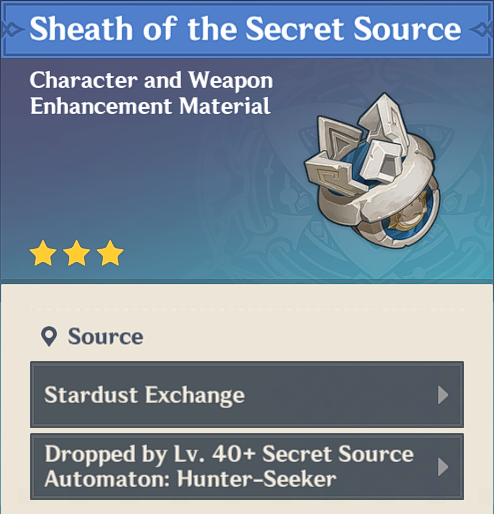 Sheath of the Secret Source
Character and Weapon
Enhancement Material
Source
Stardust Exchange
Dropped by Lv. 40+ Secret Source
Automaton: Hunter-Seeker